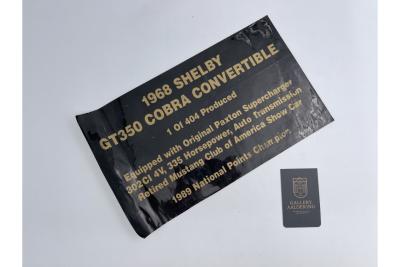 1968 SHELBY
GT350 COBRA CONVERTIBLE
1 Of 404 Produced
Equipped with Original Paxton Supercharger
302CI 4V, 335 Horsepower, Auto Transmission
Retired Mustang Club of America Show Car
1989 National Points Champion
GALLERY
AALDERING